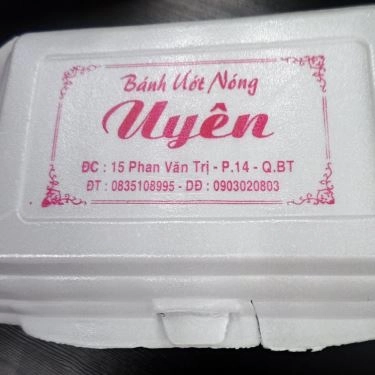 Bánh Ướt Nóng
Uyên
ĐC : 15 Phan Văn Trị - P.14 - Q.BT
ĐT : 0835108995 - DĐ : 0903020803